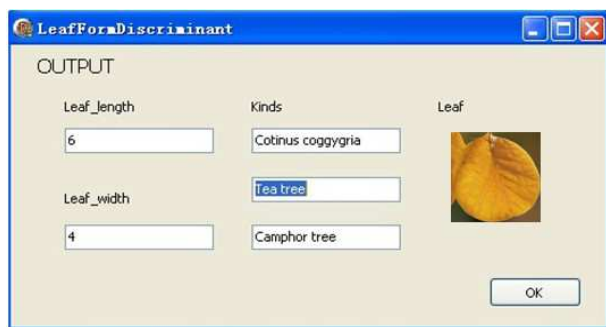 LeafFormDiscriminant
OUTPUT
Leaf_length
Kinds
Leaf
6
Cotinus coggygria
Tea tree
Leaf_width
4
Camphor tree
OK